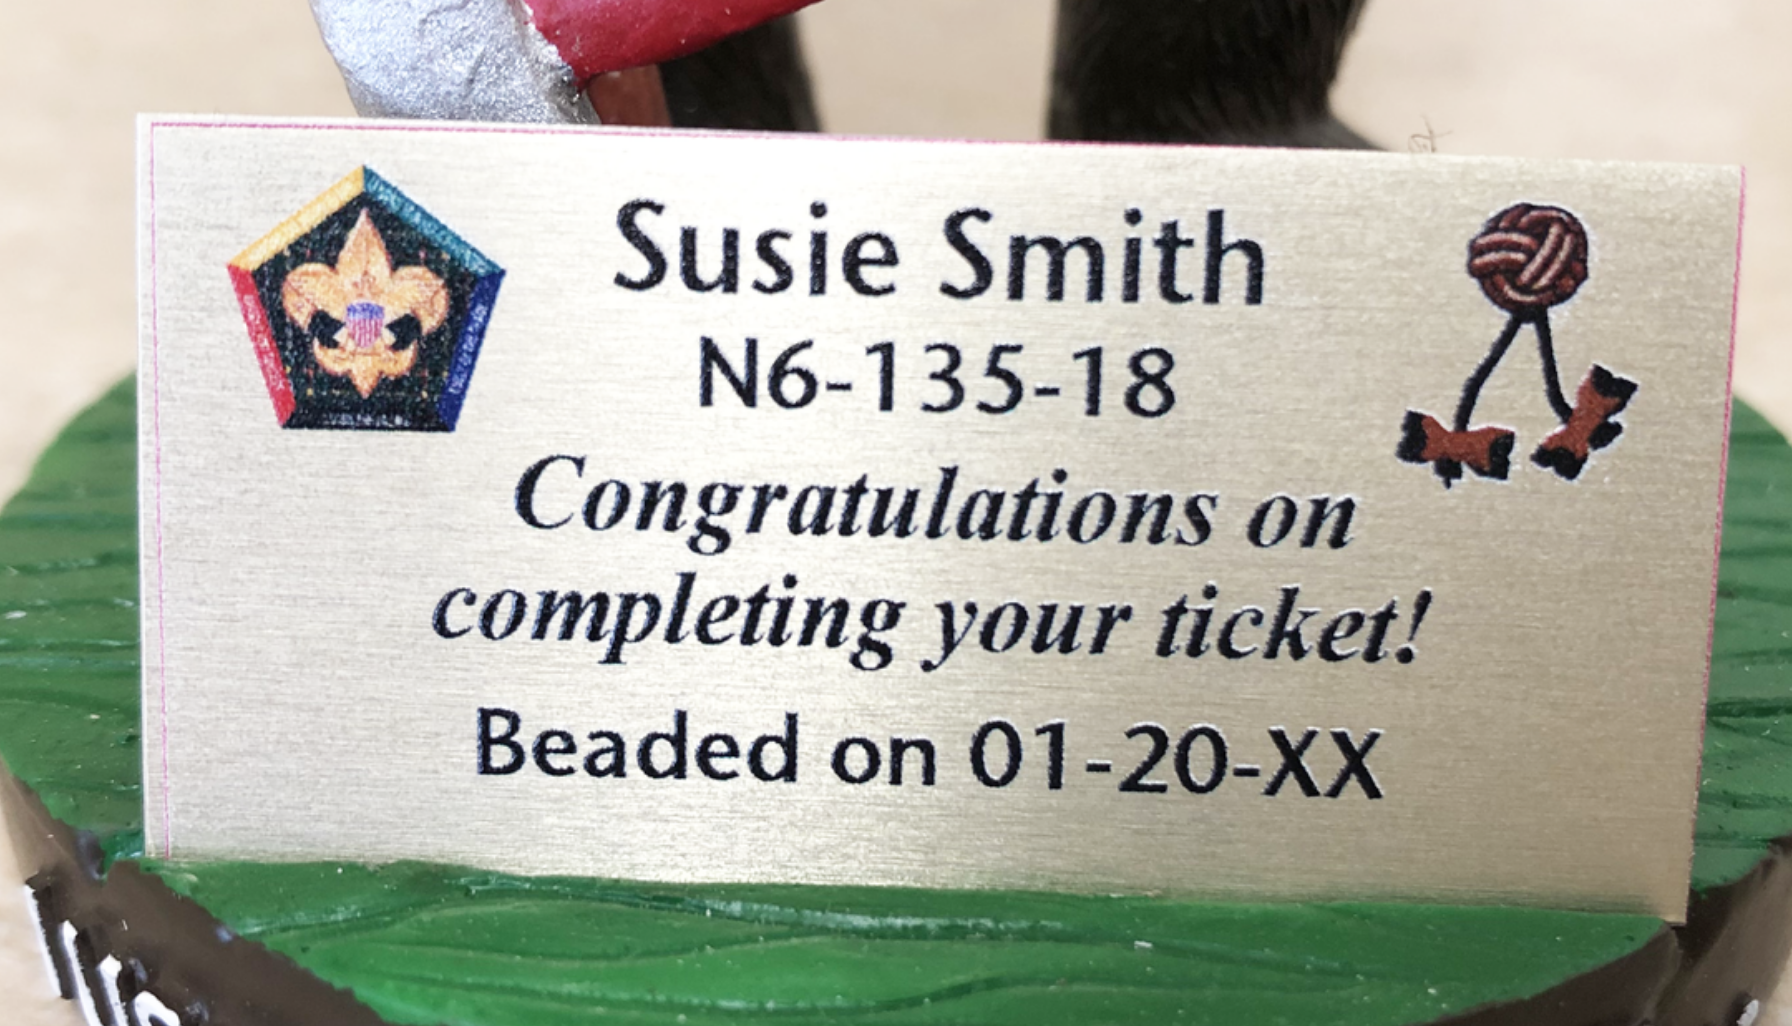 Susie Smith
N6-135-18
Congratulations on
completing your ticket!
Beaded on 01-20-XX